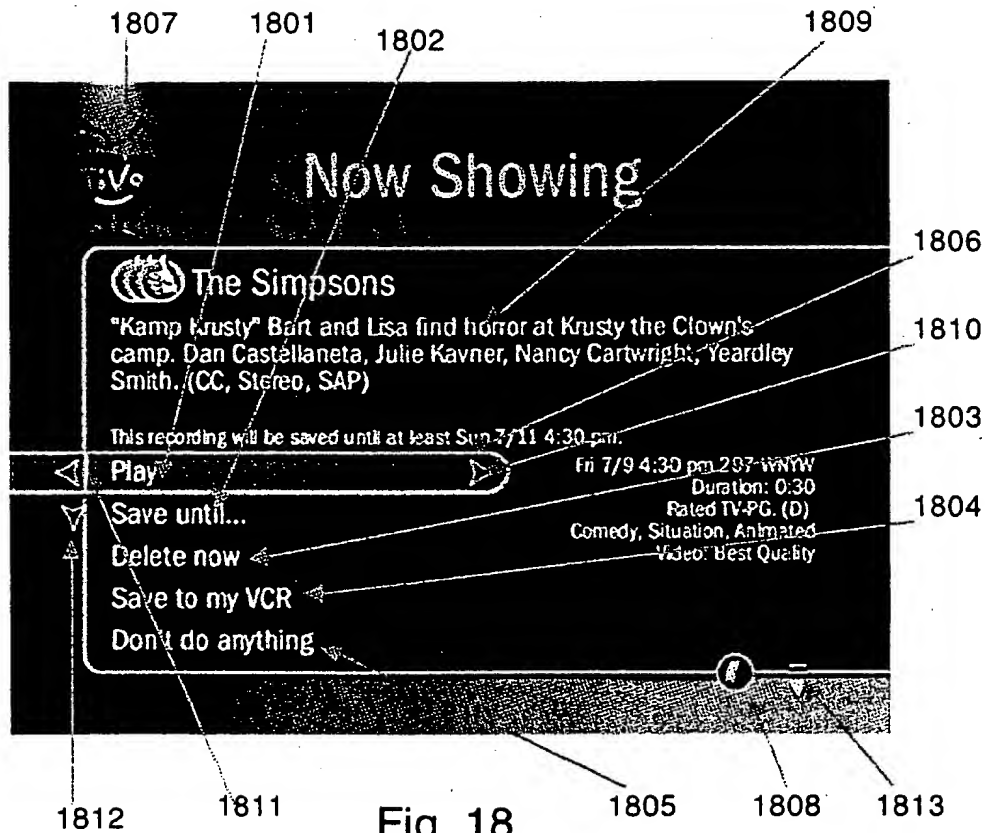 1807 1801 1802 1809
Now Showing
The Simpsons
1806
"Kamp Krusty" Bart and Lisa find horror at Krusty the Clown's
camp. Dan Castellaneta, Julie Kavner, Nancy Cartwright, Yeardley
Smith. (CC, Stereo, SAP)
1810
1803
This recording will be saved until at least Sun 7/11 4:30 pm.
Play
Fri 7/9 4:30 pm 287 WNYW
Duration: 0:30
Save until...
Rated TV-PG. (D)
1804
Comedy, Situation, Animated
Delete now
Video: Best Quality
Save to my VCR
Don't do anything
1812 1811 1805 1808 1813
Fig. 18